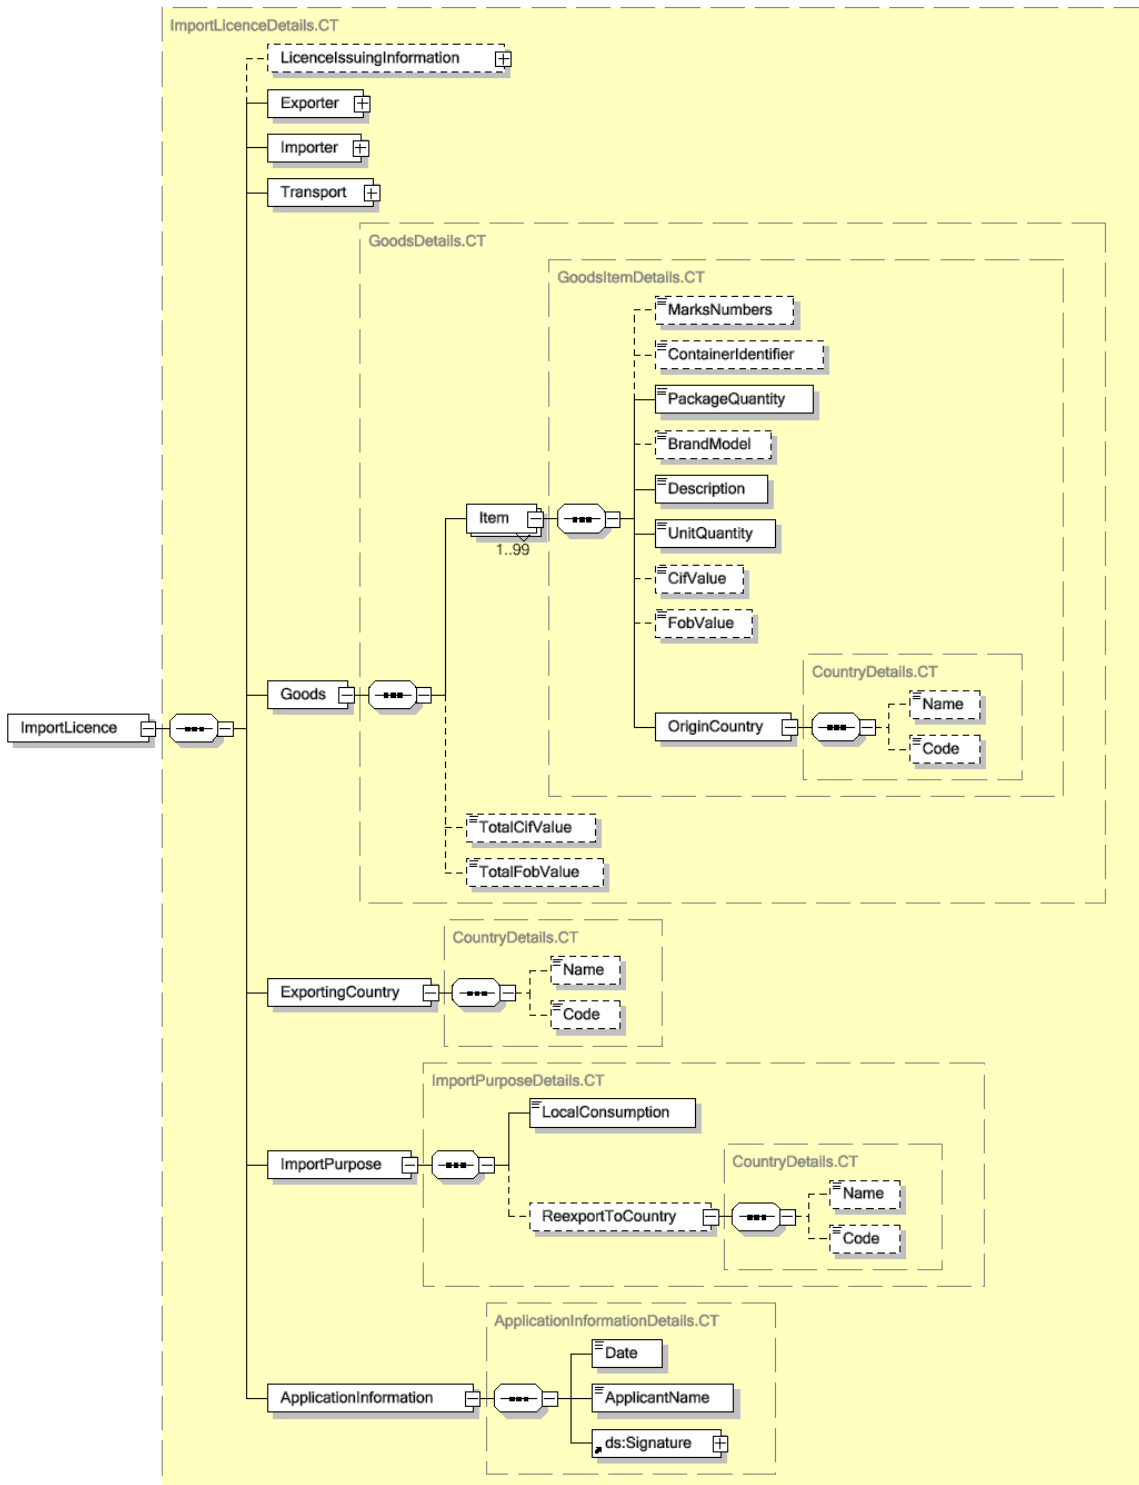 ImportLicenceDetails.CT
LicenceIssuingInformation
Exporter
Importer
Transport
GoodsDetails.CT
GoodsItemDetails.CT
MarksNumbers
ContainerIdentifier
PackageQuantity
BrandModel
Description
Item
1..99
UnitQuantity
CifValue
FobValue
CountryDetails.CT
Name
Goods
ImportLicence
OriginCountry
Code
TotalCifValue
TotalFobValue
CountryDetails.CT
Name
ExportingCountry
Code
ImportPurposeDetails.CT
LocalConsumption
ImportPurpose
CountryDetails.CT
Name
ReexportToCountry
Code
ApplicationInformationDetails.CT
Date
ApplicationInformation
ApplicantName
ds:Signature